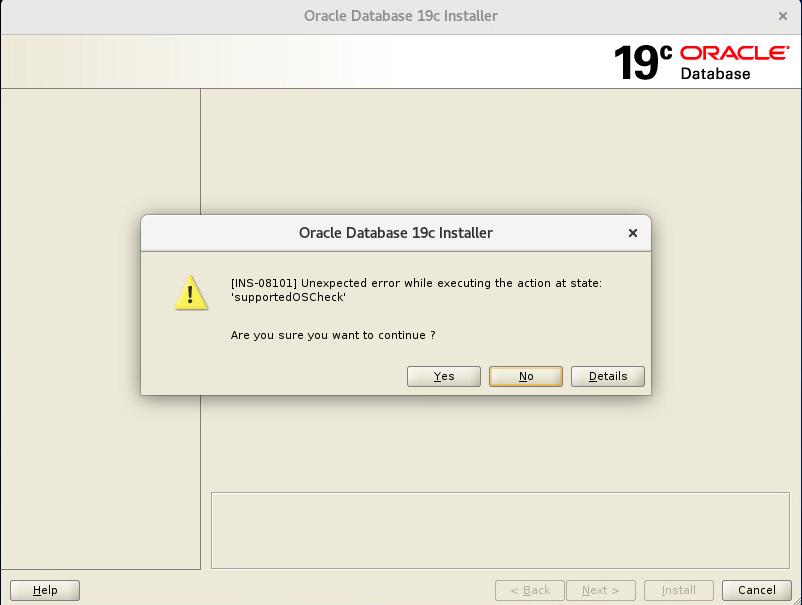 Oracle Database 19c Installer
19c ORACLE
Database
Oracle Database 19c Installer
[INS-08101] Unexpected error while executing the action at state:
'supportedOSCheck'
Are you sure you want to continue ?
Yes No Details
Help < Back Next > Install Cancel